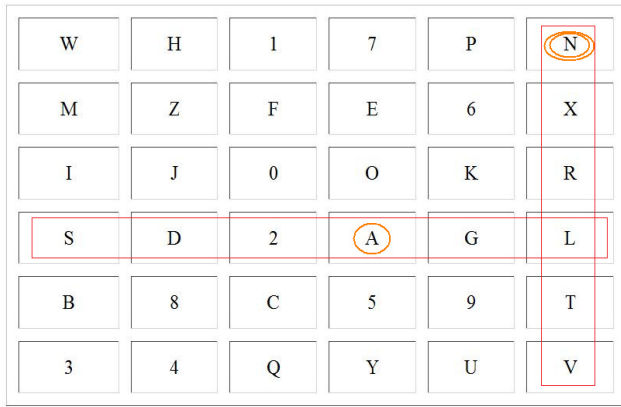 W H 1 7 P N
M Z F E 6 X
I J 0 O K R
S D 2 A G L
B 8 C 5 9 T
3 4 Q Y U V